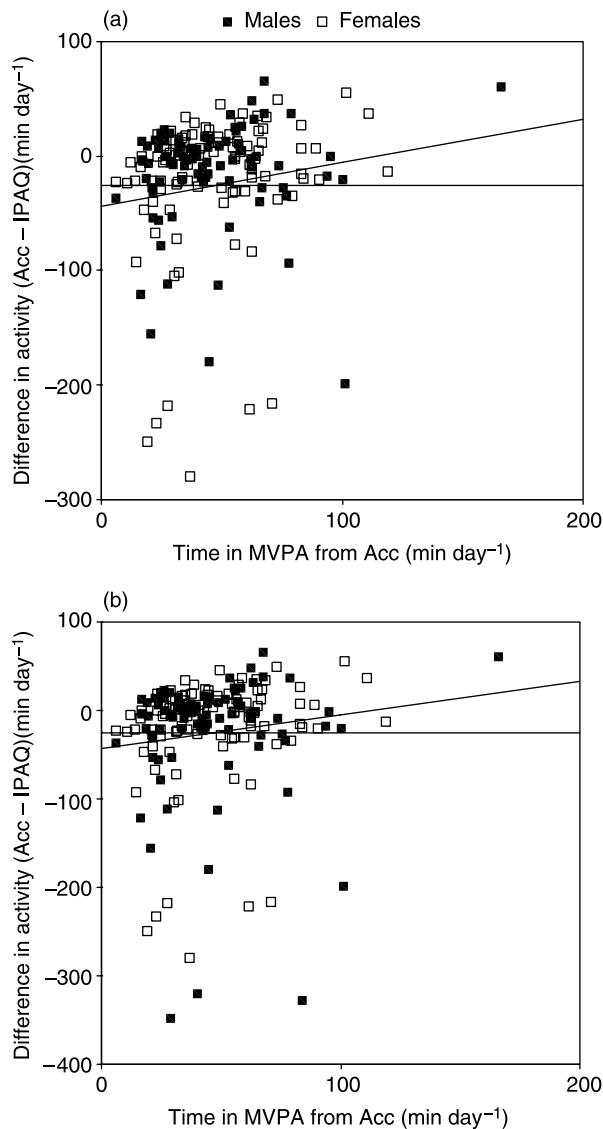 (a)
Males Females
100
0
−100
−200
−300
0 100 200
Difference in activity (Acc – IPAQ)(min day⁻¹)
Time in MVPA from Acc (min day⁻¹)
(b)
100
0
−100
−200
−300
−400
0 100 200
Difference in activity (Acc – IPAQ)(min day⁻¹)
Time in MVPA from Acc (min day⁻¹)